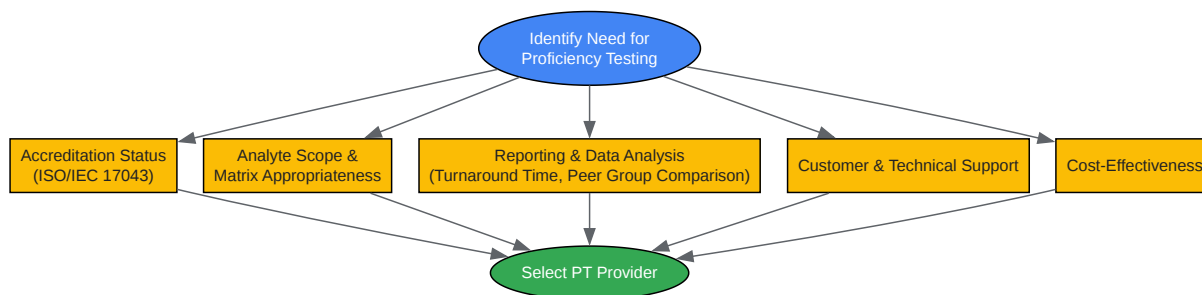 Identify Need for
Proficiency Testing
Accreditation Status
(ISO/IEC 17043)
Analyte Scope &
Matrix Appropriateness
Reporting & Data Analysis
(Turnaround Time, Peer Group Comparison)
Customer & Technical Support
Cost-Effectiveness
Select PT Provider